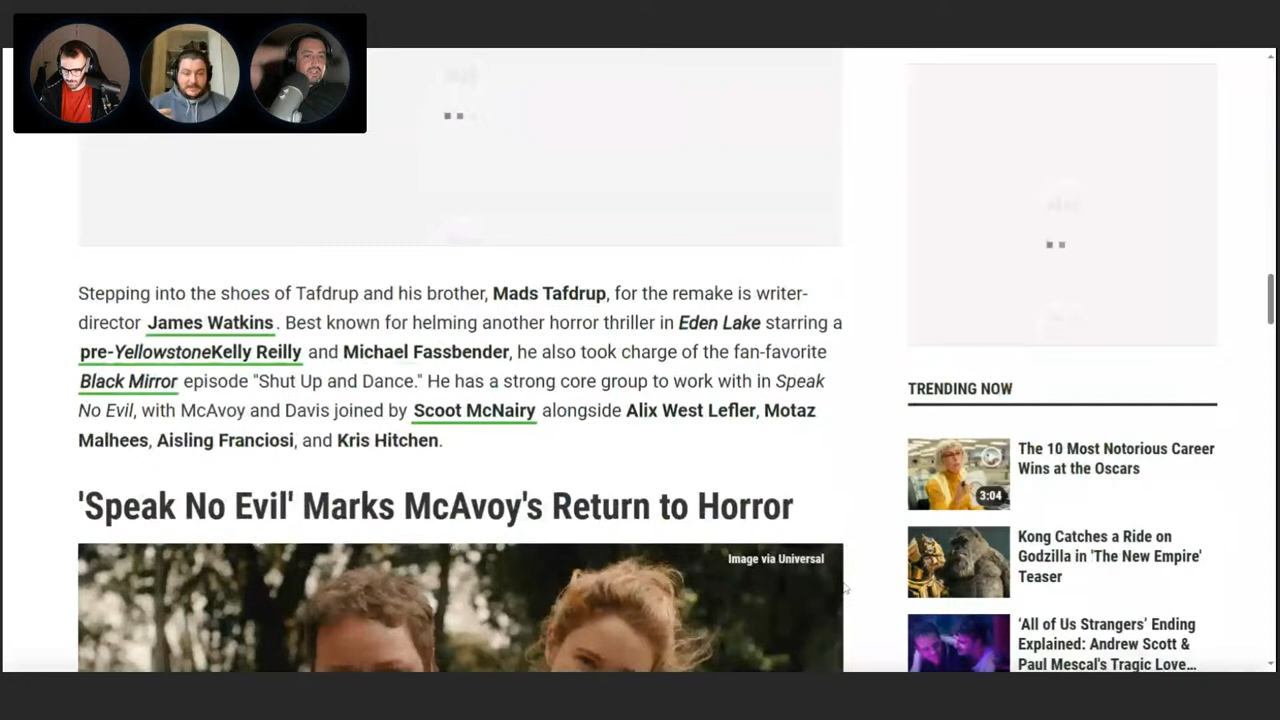 Stepping into the shoes of Tafdrup and his brother, Mads Tafdrup, for the remake is writer-
director James Watkins. Best known for helming another horror thriller in Eden Lake starring a
pre-YellowstoneKelly Reilly and Michael Fassbender, he also took charge of the fan-favorite
Black Mirror episode "Shut Up and Dance." He has a strong core group to work with in Speak
No Evil, with McAvoy and Davis joined by Scoot McNairy alongside Alix West Lefler, Motaz
Malhees, Aisling Franciosi, and Kris Hitchen.
'Speak No Evil' Marks McAvoy's Return to Horror
Image via Universal
TRENDING NOW
3:04
The 10 Most Notorious Career
Wins at the Oscars
Kong Catches a Ride on
Godzilla in 'The New Empire'
Teaser
'All of Us Strangers' Ending
Explained: Andrew Scott &
Paul Mescal's Tragic Love...